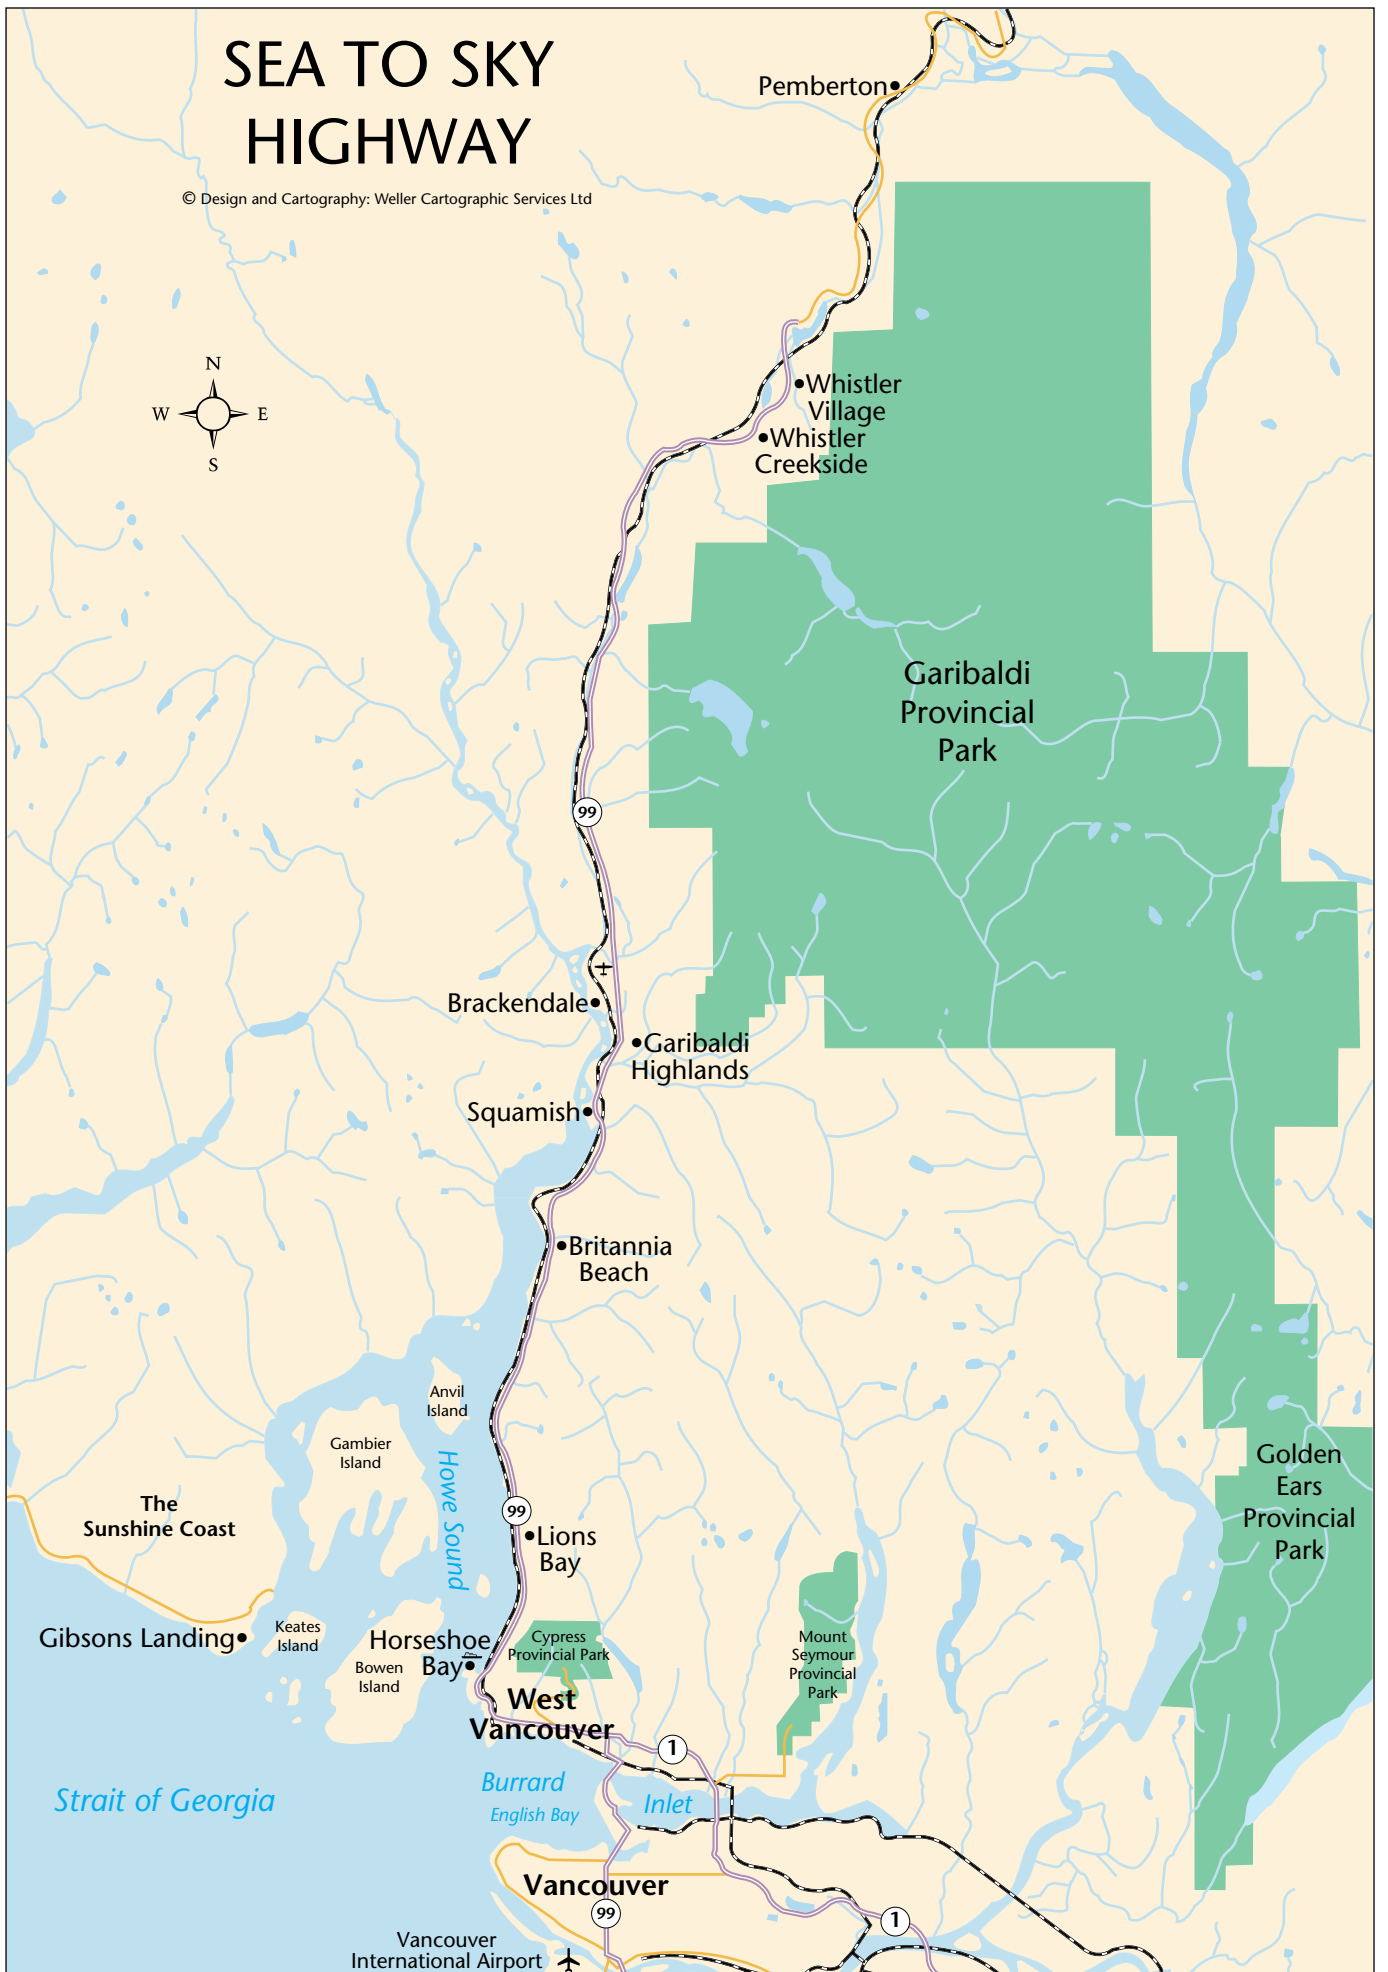 SEA TO SKY
HIGHWAY
© Design and Cartography: Weller Cartographic Services Ltd
Pemberton
N
W
E
S
Whistler
Village
Whistler
Creekside
Garibaldi
Provincial
Park
99
Brackendale
Garibaldi
Highlands
Squamish
Britannia
Beach
Anvil
Island
Gambier
Island
Howe Sound
Golden
Ears
Provincial
Park
The
Sunshine Coast
99
Lions
Bay
Gibsons Landing
Keates
Island
Horseshoe
Bay
Bowen
Island
Cypress
Provincial Park
Mount
Seymour
Provincial
Park
West
Vancouver
1
Strait of Georgia
Burrard
Inlet
English Bay
Vancouver
99
1
Vancouver
International Airport